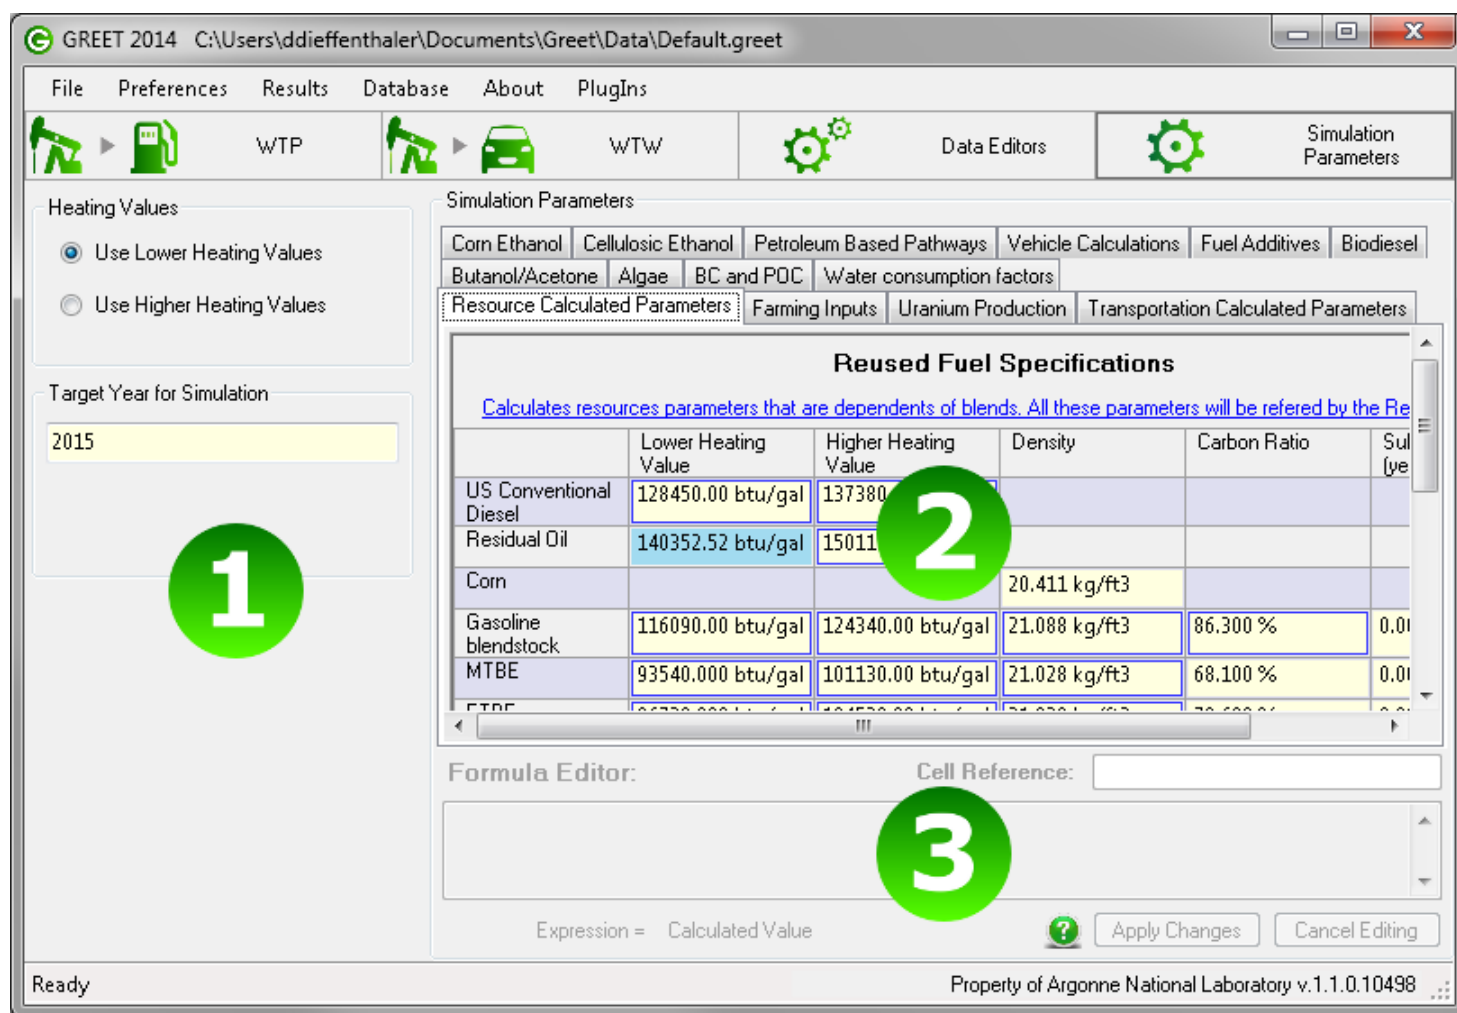 GREET 2014 C:\Users\ddieffenthaler\Documents\Greet\Data\Default.greet
File Preferences Results Database About PlugIns
WTP WTW Data Editors Simulation Parameters
Heating Values
Use Lower Heating Values
Use Higher Heating Values
Target Year for Simulation
2015
1
Simulation Parameters
Corn Ethanol Cellulosic Ethanol Petroleum Based Pathways Vehicle Calculations Fuel Additives Biodiesel
Butanol/Acetone Algae BC and POC Water consumption factors
Resource Calculated Parameters Farming Inputs Uranium Production Transportation Calculated Parameters
Reused Fuel Specifications
Calculates resources parameters that are dependents of blends. All these parameters will be refered by the Re
Lower Heating Value Higher Heating Value Density Carbon Ratio Sul (ye
US Conventional Diesel 128450.00 btu/gal 137380
Residual Oil 140352.52 btu/gal 15011
2
Corn 20.411 kg/ft3
Gasoline blendstock 116090.00 btu/gal 124340.00 btu/gal 21.088 kg/ft3 86.300 % 0.0
MTBE 93540.000 btu/gal 101130.00 btu/gal 21.028 kg/ft3 68.100 % 0.0
Formula Editor: Cell Reference:
3
Expression = Calculated Value ? Apply Changes Cancel Editing
Ready Property of Argonne National Laboratory v.1.1.0.10498